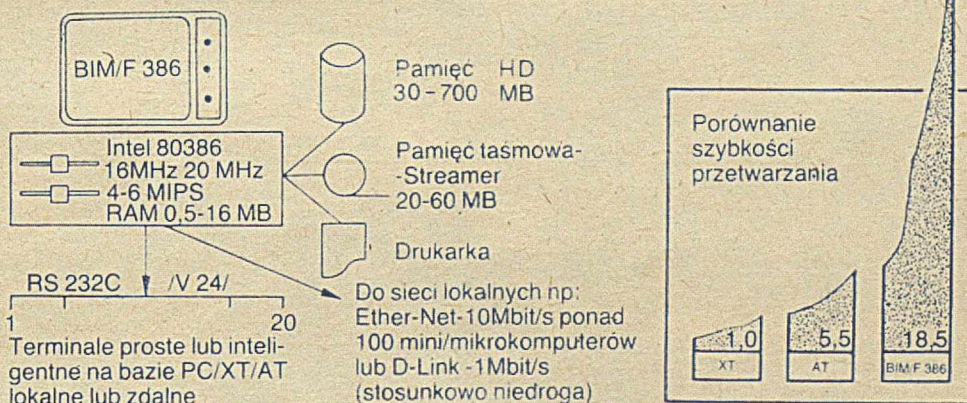 BIM/F 386
Intel 80386
16MHz 20 MHz
4-6 MIPS
RAM 0,5-16 MB
Pamięć HD
30-700 MB
Pamięć taśmowa-
-Streamer
20-60 MB
Drukarka
RS 232C /V 24/
1 20
Terminale proste lub inteli-
gentne na bazie PC/XT/AT
lokalne lub zdalne
Do sieci lokalnych np:
Ether-Net-10Mbit/s ponad
100 mini/mikrokomputerów
lub D-Link -1Mbit/s
(stosunkowo niedroga)
Porównanie
szybkości
przetwarzania
1,0 5,5 18,5
XT AT BIM/F 386